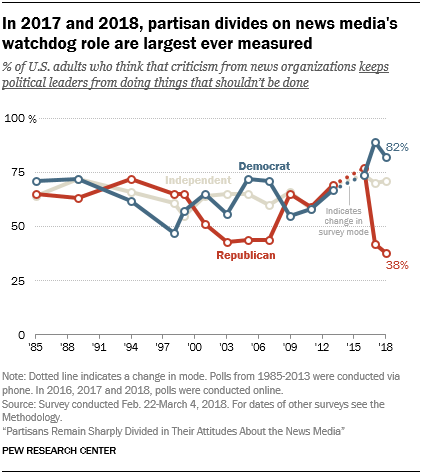 In 2017 and 2018, partisan divides on news media's
watchdog role are largest ever measured
% of U.S. adults who think that criticism from news organizations keeps
political leaders from doing things that shouldn't be done
100 %
75
50
25
0
Independent
Democrat
Republican
82%
38%
Indicates
change in
survey mode
'85 '88 '91 '94 '97 '00 '03 '06 '09 '12 '15 '18
Note: Dotted line indicates a change in mode. Polls from 1985-2013 were conducted via
phone. In 2016, 2017 and 2018, polls were conducted online.
Source: Survey conducted Feb. 22-March 4, 2018. For dates of other surveys see the
Methodology.
“Partisans Remain Sharply Divided in Their Attitudes About the News Media”
PEW RESEARCH CENTER